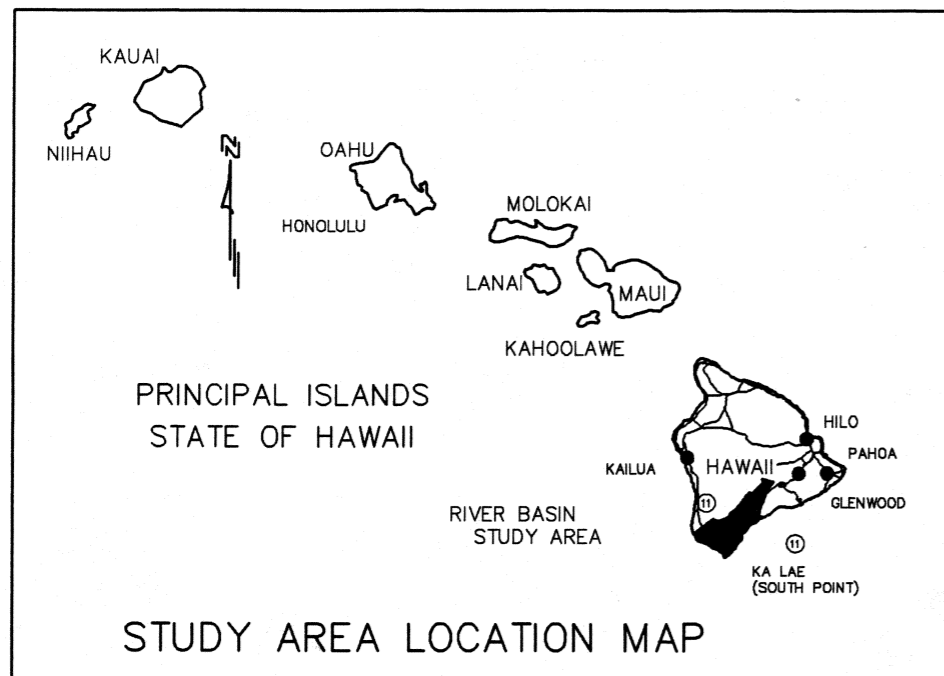 KAUAI
NIIHAU
N
OAHU
HONOLULU
MOLOKAI
LANAI
MAUI
KAHOOLAWE
PRINCIPAL ISLANDS
STATE OF HAWAII
HILO
PAHOA
KAILUA
HAWAII
GLENWOOD
11
RIVER BASIN
STUDY AREA
11
KA LAE
(SOUTH POINT)
STUDY AREA LOCATION MAP